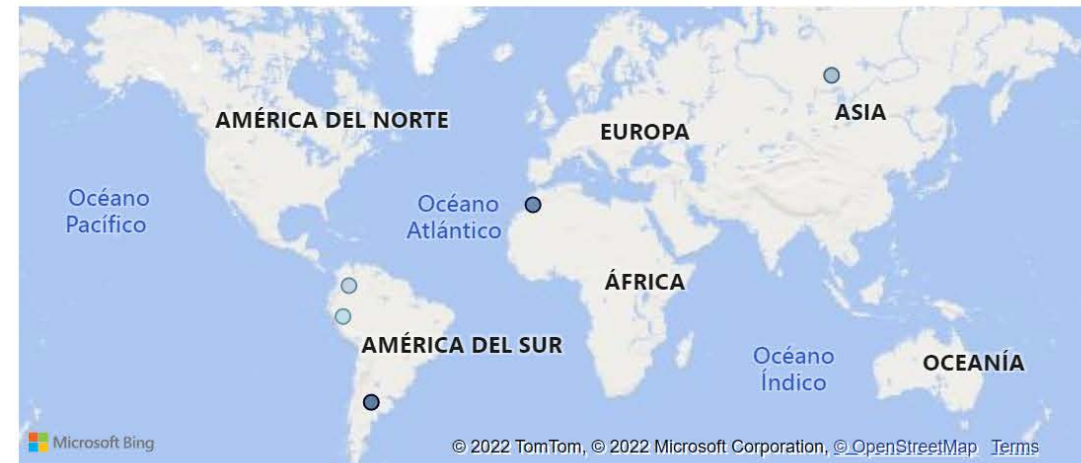 AMÉRICA DEL NORTE
EUROPA
ASIA
Océano
Pacífico
Océano
Atlántico
ÁFRICA
AMÉRICA DEL SUR
Océano
Índico
OCEANÍA
Microsoft Bing
© 2022 TomTom, © 2022 Microsoft Corporation, © OpenStreetMap Terms